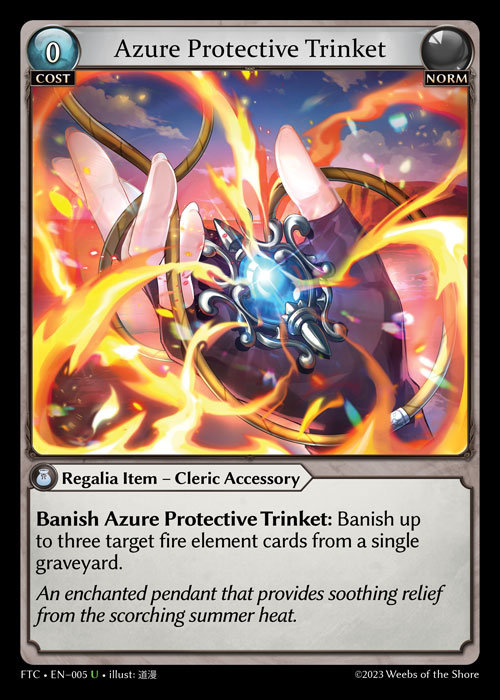 0
Azure Protective Trinket
COST
NORM
Regalia Item – Cleric Accessory
Banish Azure Protective Trinket: Banish up
to three target fire element cards from a single
graveyard.
An enchanted pendant that provides soothing relief
from the scorching summer heat.
FTC • EN–005 U • illust: 道漫
©2023 Weebs of the Shore